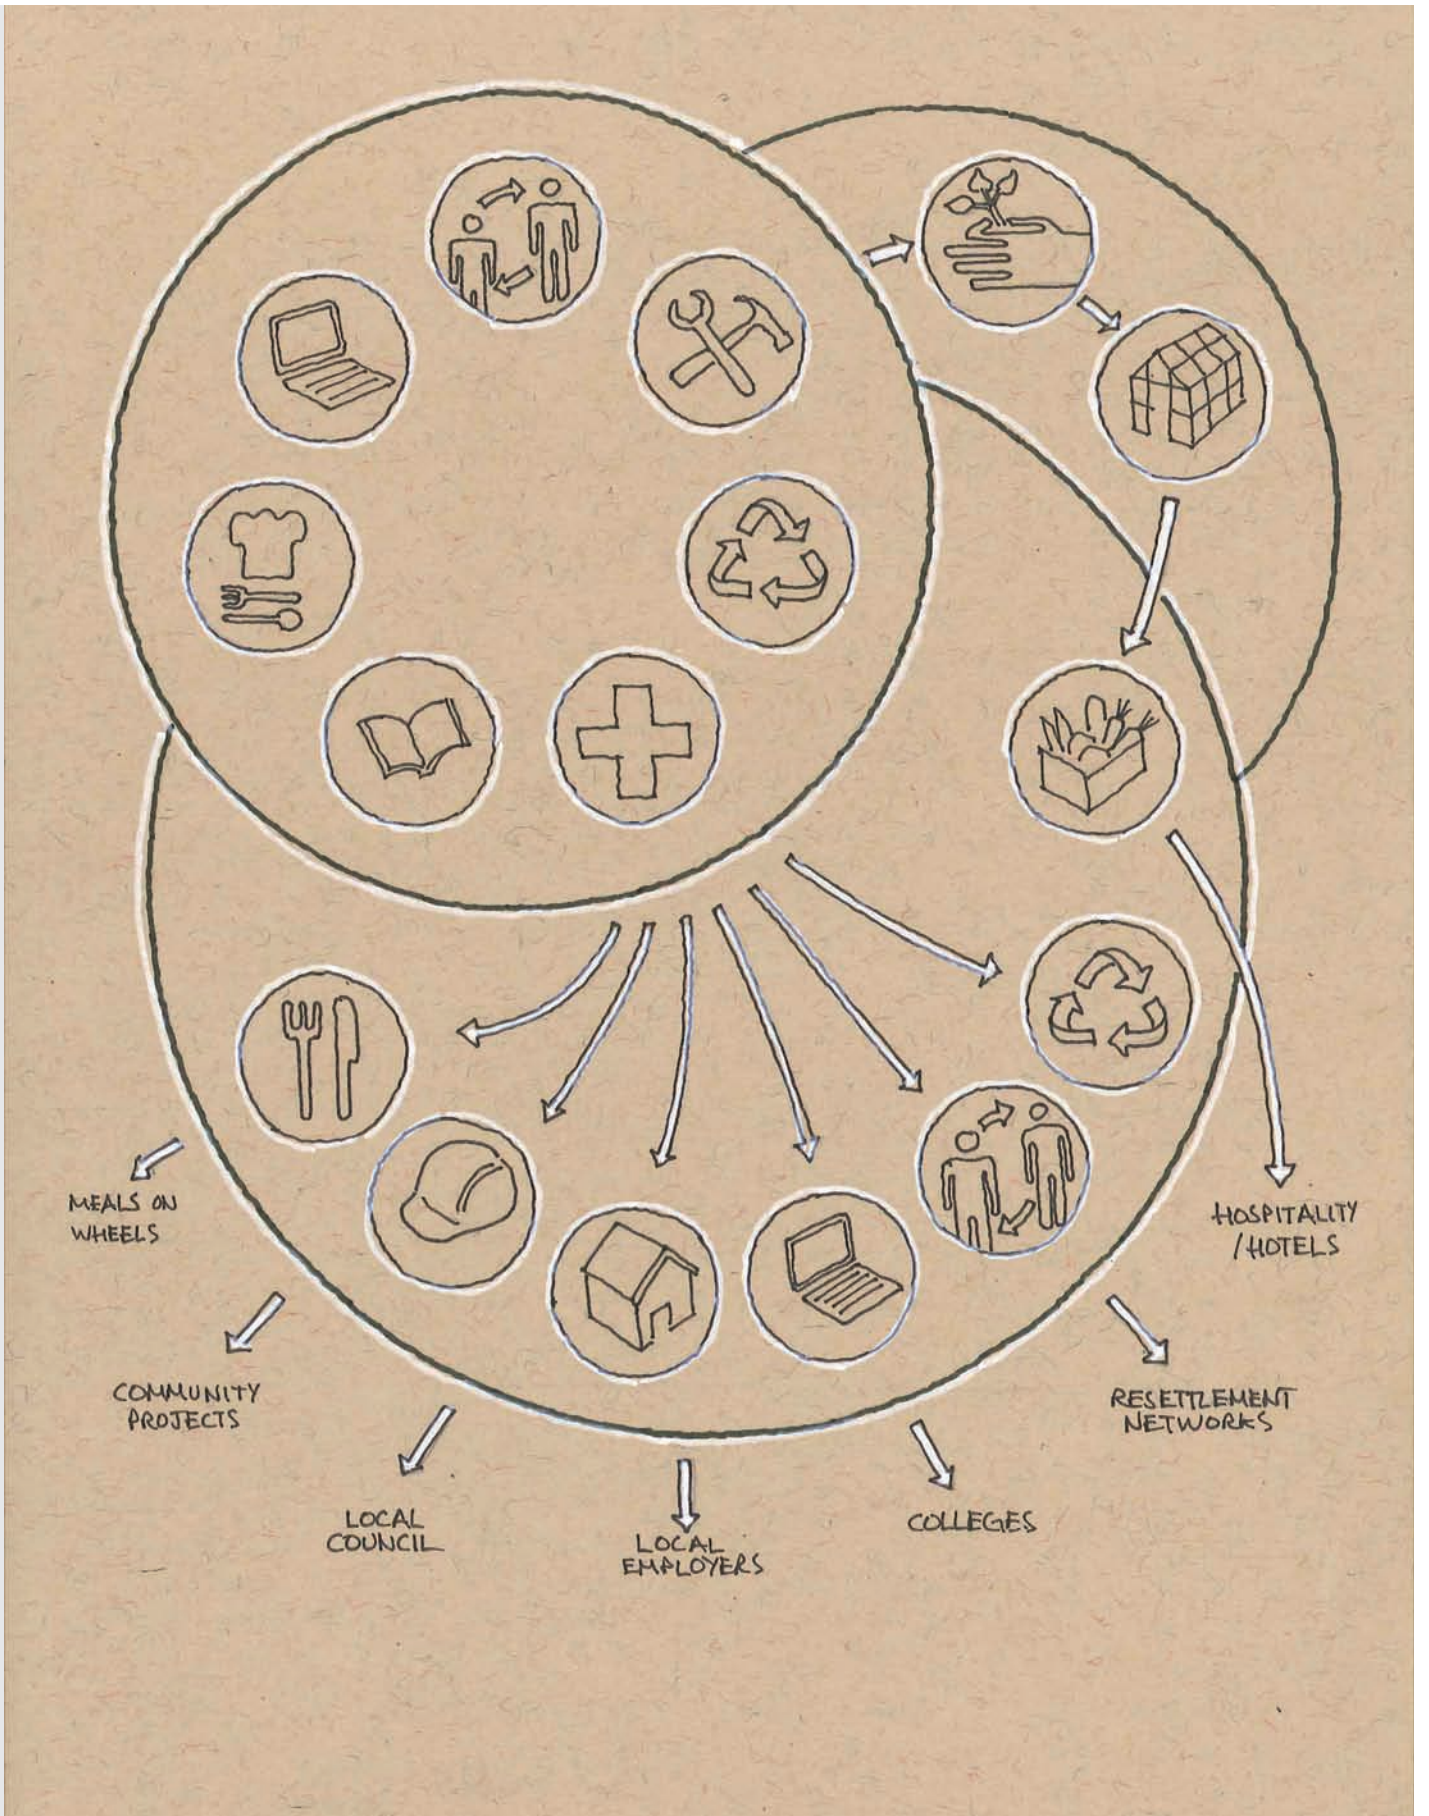 MEALS ON
WHEELS
HOSPITALITY
/HOTELS
COMMUNITY
PROJECTS
RESETTLEMENT
NETWORKS
LOCAL
COUNCIL
COLLEGES
LOCAL
EMPLOYERS